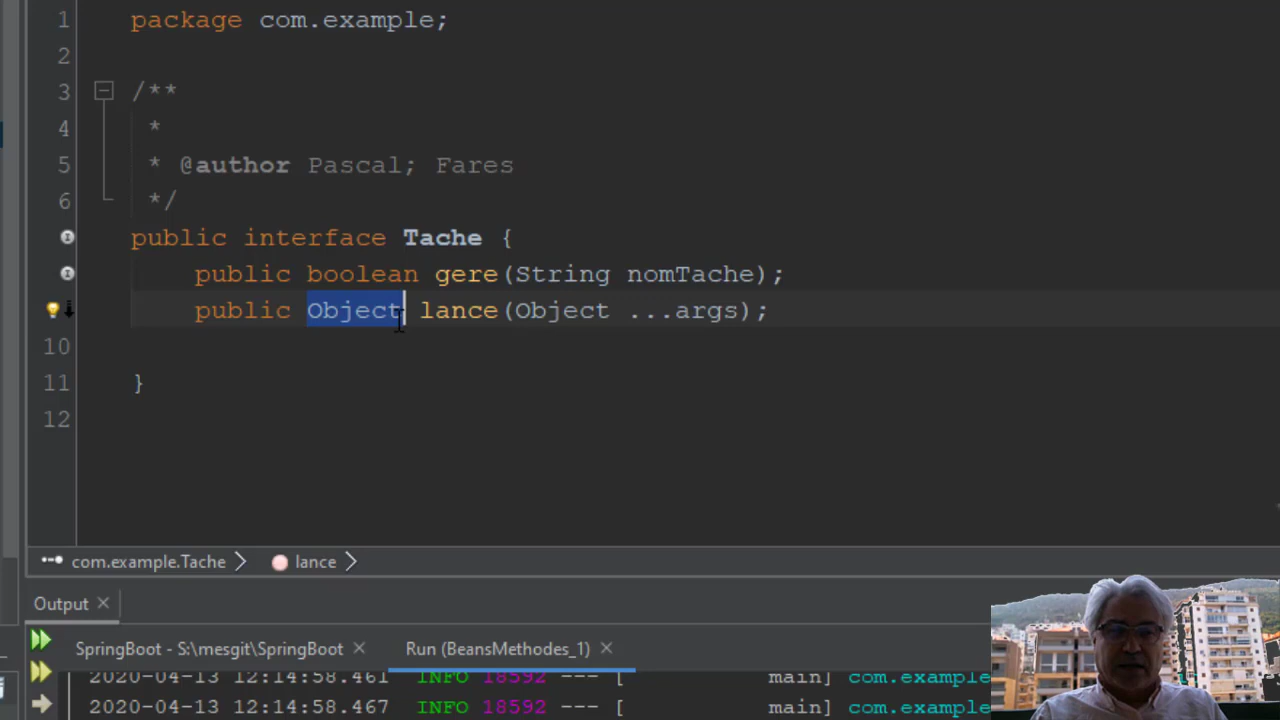 1 package com.example;
2
3 /**
4 *
5 * @author Pascal; Fares
6 */
public interface Tache {
public boolean gere(String nomTache);
public Object lance(Object ...args);
10
11 }
12
com.example.Tache lance
Output
SpringBoot - S:\mesgit\SpringBoot Run (BeansMethodes_1)
2020-04-13 12:14:58.461 INFO 18592 --- [ main] com.example
2020-04-13 12:14:58.467 INFO 18592 --- [ main] com.example